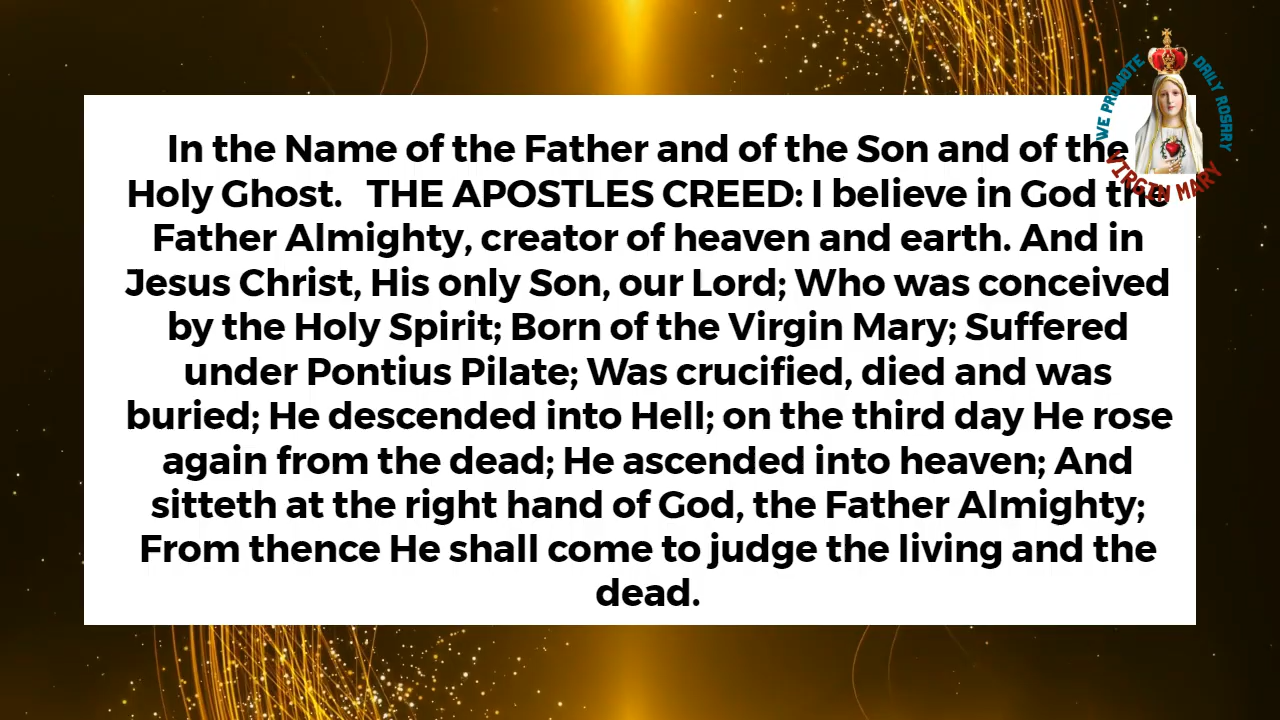 In the Name of the Father and of the Son and of the
Holy Ghost.   THE APOSTLES CREED: I believe in God the
Father Almighty, creator of heaven and earth. And in
Jesus Christ, His only Son, our Lord; Who was conceived
by the Holy Spirit; Born of the Virgin Mary; Suffered
under Pontius Pilate; Was crucified, died and was
buried; He descended into Hell; on the third day He rose
again from the dead; He ascended into heaven; And
sitteth at the right hand of God, the Father Almighty;
From thence He shall come to judge the living and the
dead.
WE PROMOTE DAILY ROSARY
VIRGIN MARY